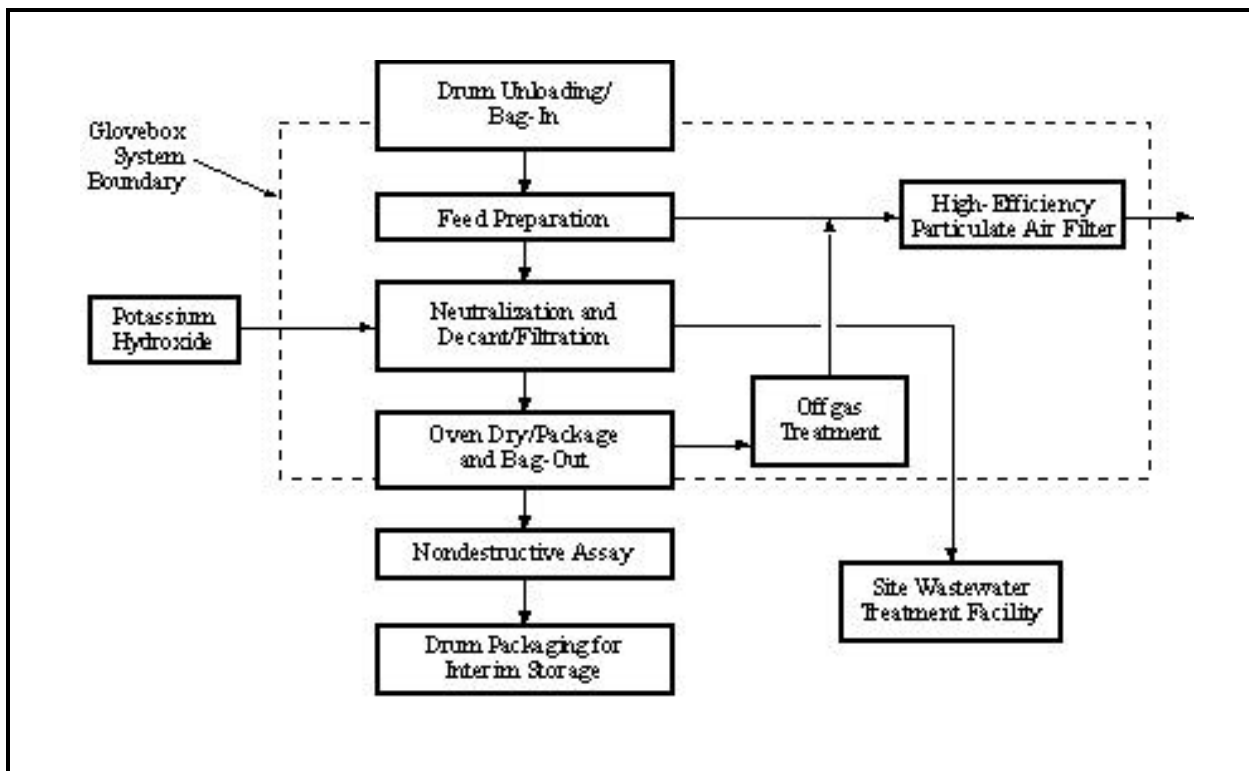 Drum Unloading/
Bag-In
Glovebox
System
Boundary
Feed Preparation
High-Efficiency
Particulate Air Filter
Potassium
Hydroxide
Neutralization and
Decant/Filtration
Oven Dry/Package
and Bag-Out
Offgas
Treatment
Nondestructive Assay
Site Wastewater
Treatment Facility
Drum Packaging for
Interim Storage